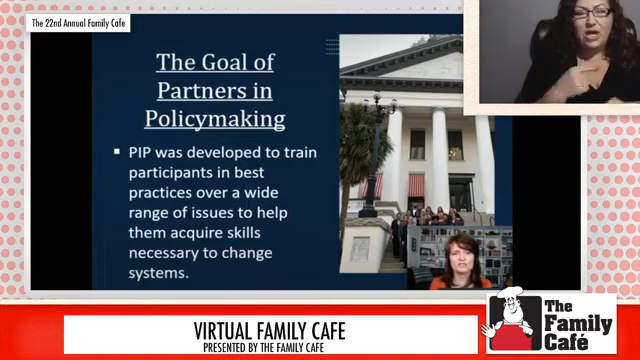 The 22nd Annual Family Cafe
The Goal of
Partners in
Policymaking
▪ PIP was developed to train
participants in best
practices over a wide
range of issues to help
them acquire skills
necessary to change
systems.
VIRTUAL FAMILY CAFE
PRESENTED BY THE FAMILY CAFE
The
Family
Café